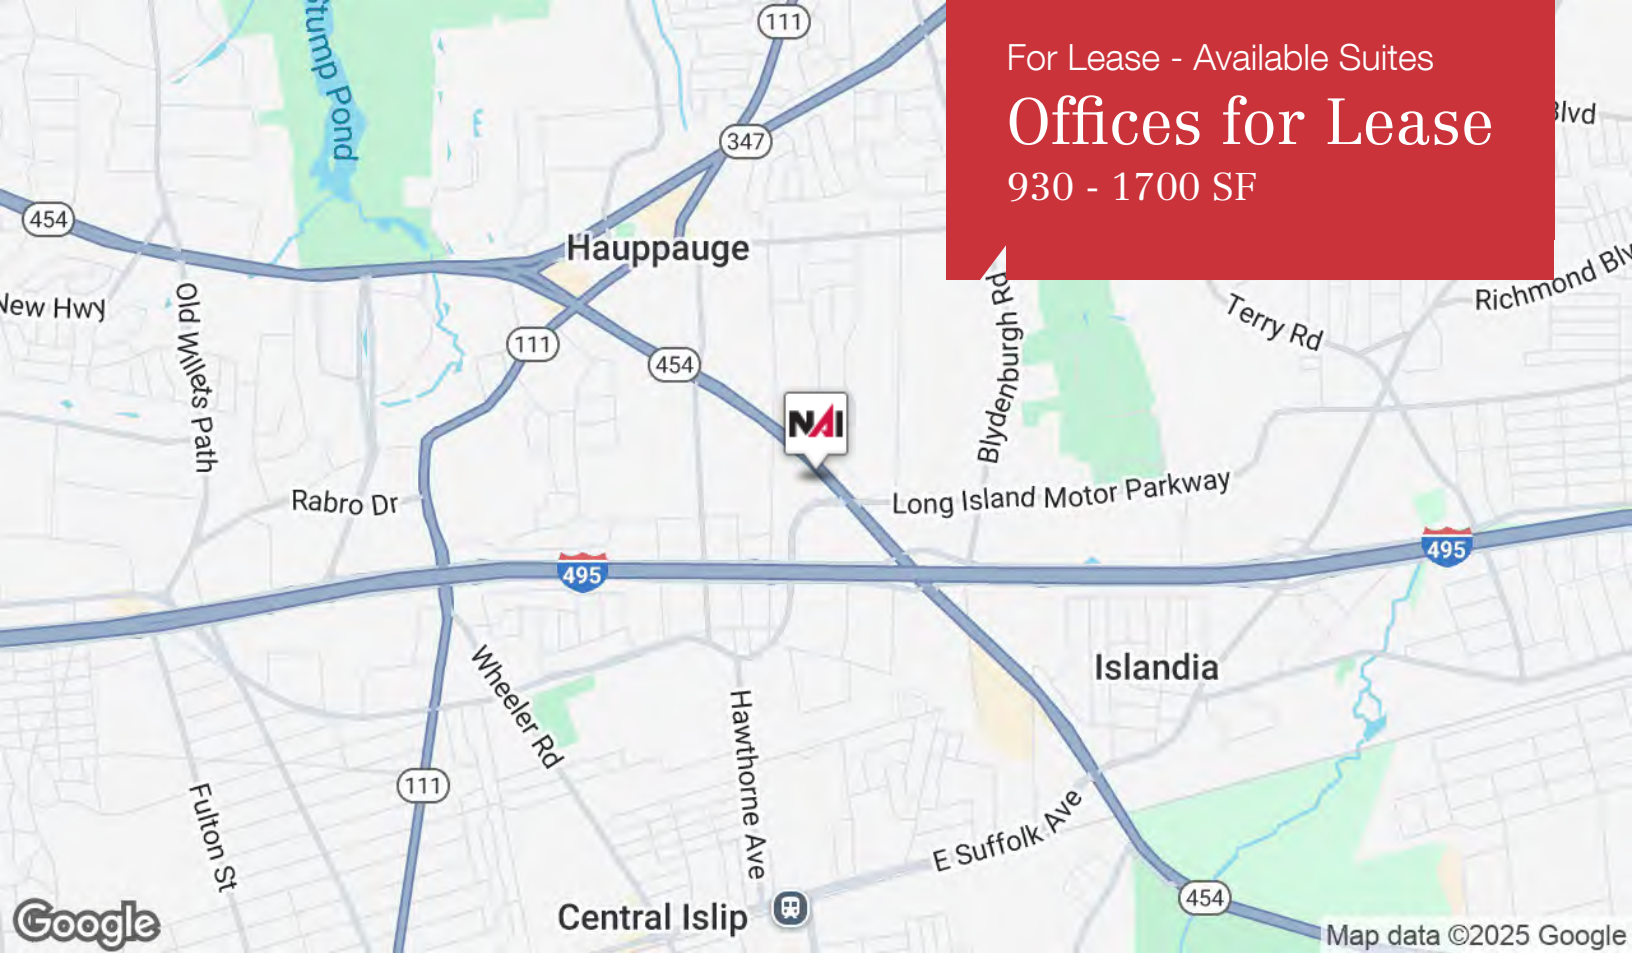 111
For Lease - Available Suites
Offices for Lease
930 - 1700 SF
Stump Pond
347
Blvd
454
Hauppauge
New Hwy
Old Willets Path
111
454
Blydenburgh Rd
Terry Rd
Richmond Blv
NAI
Rabro Dr
Long Island Motor Parkway
495
495
Wheeler Rd
Islandia
Hawthorne Ave
111
Fulton St
E Suffolk Ave
454
Central Islip
Google
Map data ©2025 Google